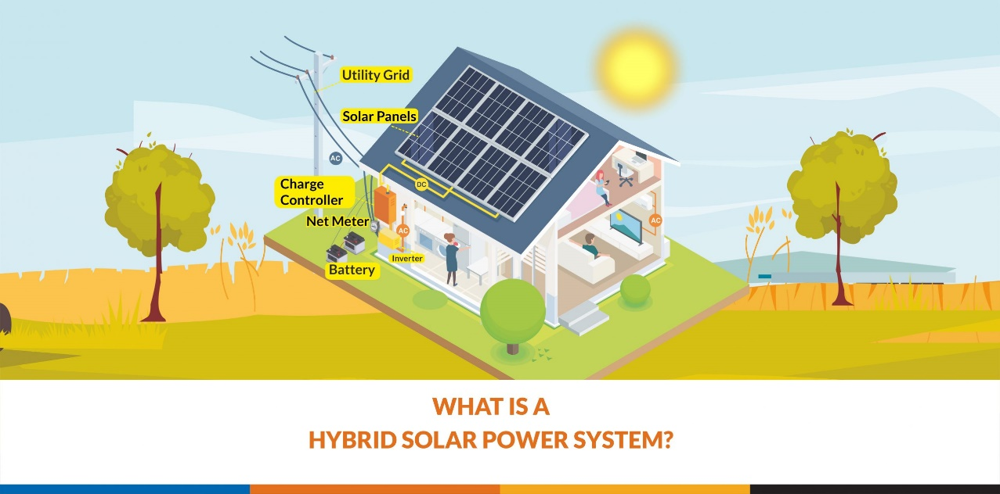 Utility Grid
Solar Panels
AC
Charge
Controller
DC
Net Meter
AC
AC
Inverter
Battery
WHAT IS A
HYBRID SOLAR POWER SYSTEM?